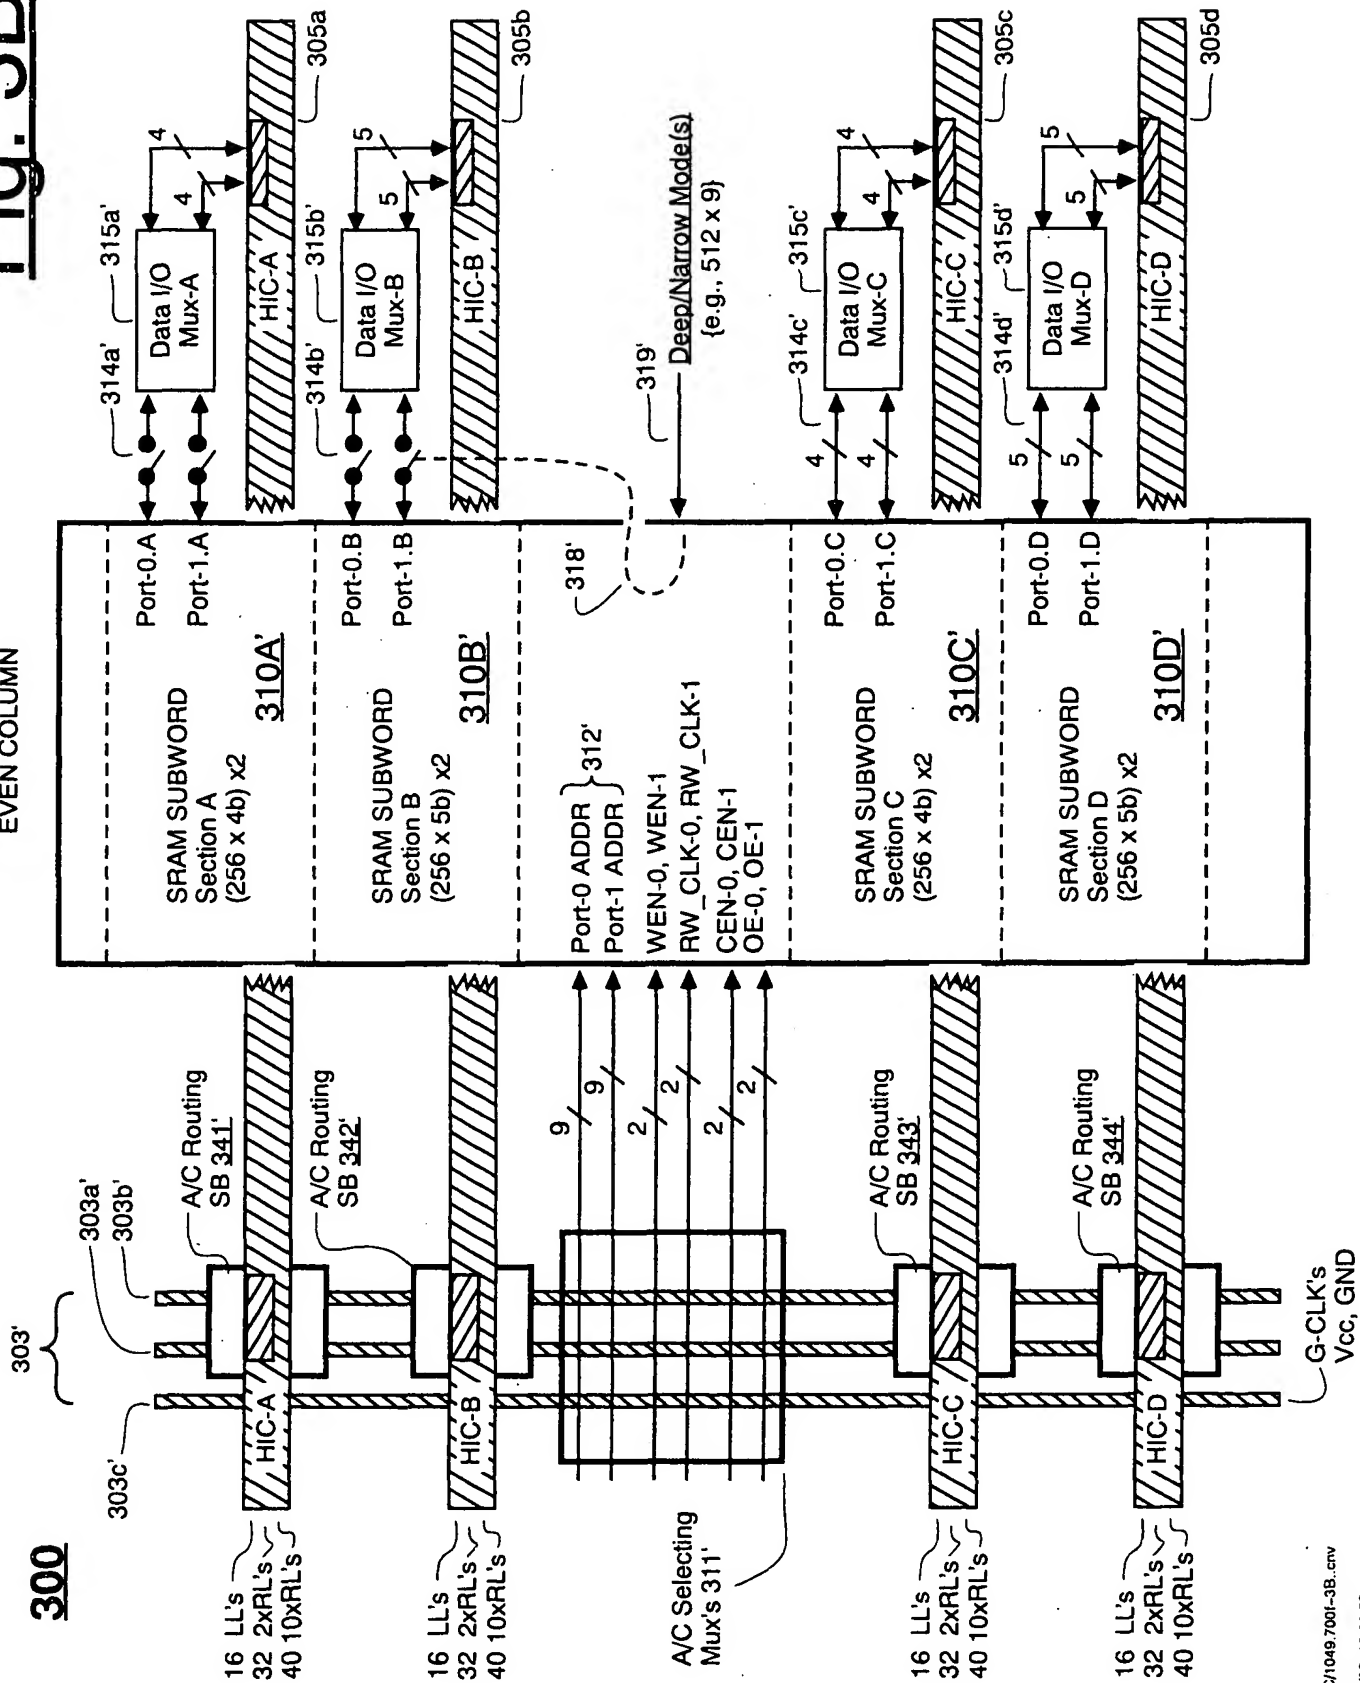 Fig. 3B
300
EVEN COLUMN
303'
303a'
303b'
303c'
A/C Routing
SB 341'
HIC-A
16 LL's
32 2xRL's
40 10xRL's
SRAM SUBWORD
Section A
(256 x 4b) x2
310A'
Port-0.A
Port-1.A
314a'
315a'
Data I/O
Mux-A
4
4
HIC-A
305a
A/C Routing
SB 342'
HIC-B
16 LL's
32 2xRL's
40 10xRL's
SRAM SUBWORD
Section B
(256 x 5b) x2
310B'
Port-0.B
Port-1.B
314b'
315b'
Data I/O
Mux-B
5
5
HIC-B
305b
A/C Selecting
Mux's 311'
9
9
2
2
2
2
Port-0 ADDR
Port-1 ADDR
312'
WEN-0, WEN-1
RW_CLK-0, RW_CLK-1
CEN-0, CEN-1
OE-0, OE-1
318'
319'
Deep/Narrow Mode(s)
{e.g., 512 x 9}
A/C Routing
SB 343'
HIC-C
16 LL's
32 2xRL's
40 10xRL's
SRAM SUBWORD
Section C
(256 x 4b) x2
310C'
Port-0.C
Port-1.C
4
4
314c'
315c'
Data I/O
Mux-C
4
4
HIC-C
305c
A/C Routing
SB 344'
HIC-D
16 LL's
32 2xRL's
40 10xRL's
SRAM SUBWORD
Section D
(256 x 5b) x2
310D'
Port-0.D
Port-1.D
5
5
314d'
315d'
Data I/O
Mux-D
5
5
HIC-D
305d
G-CLK's
Vcc, GND
C/1049.700f-3B..cnv